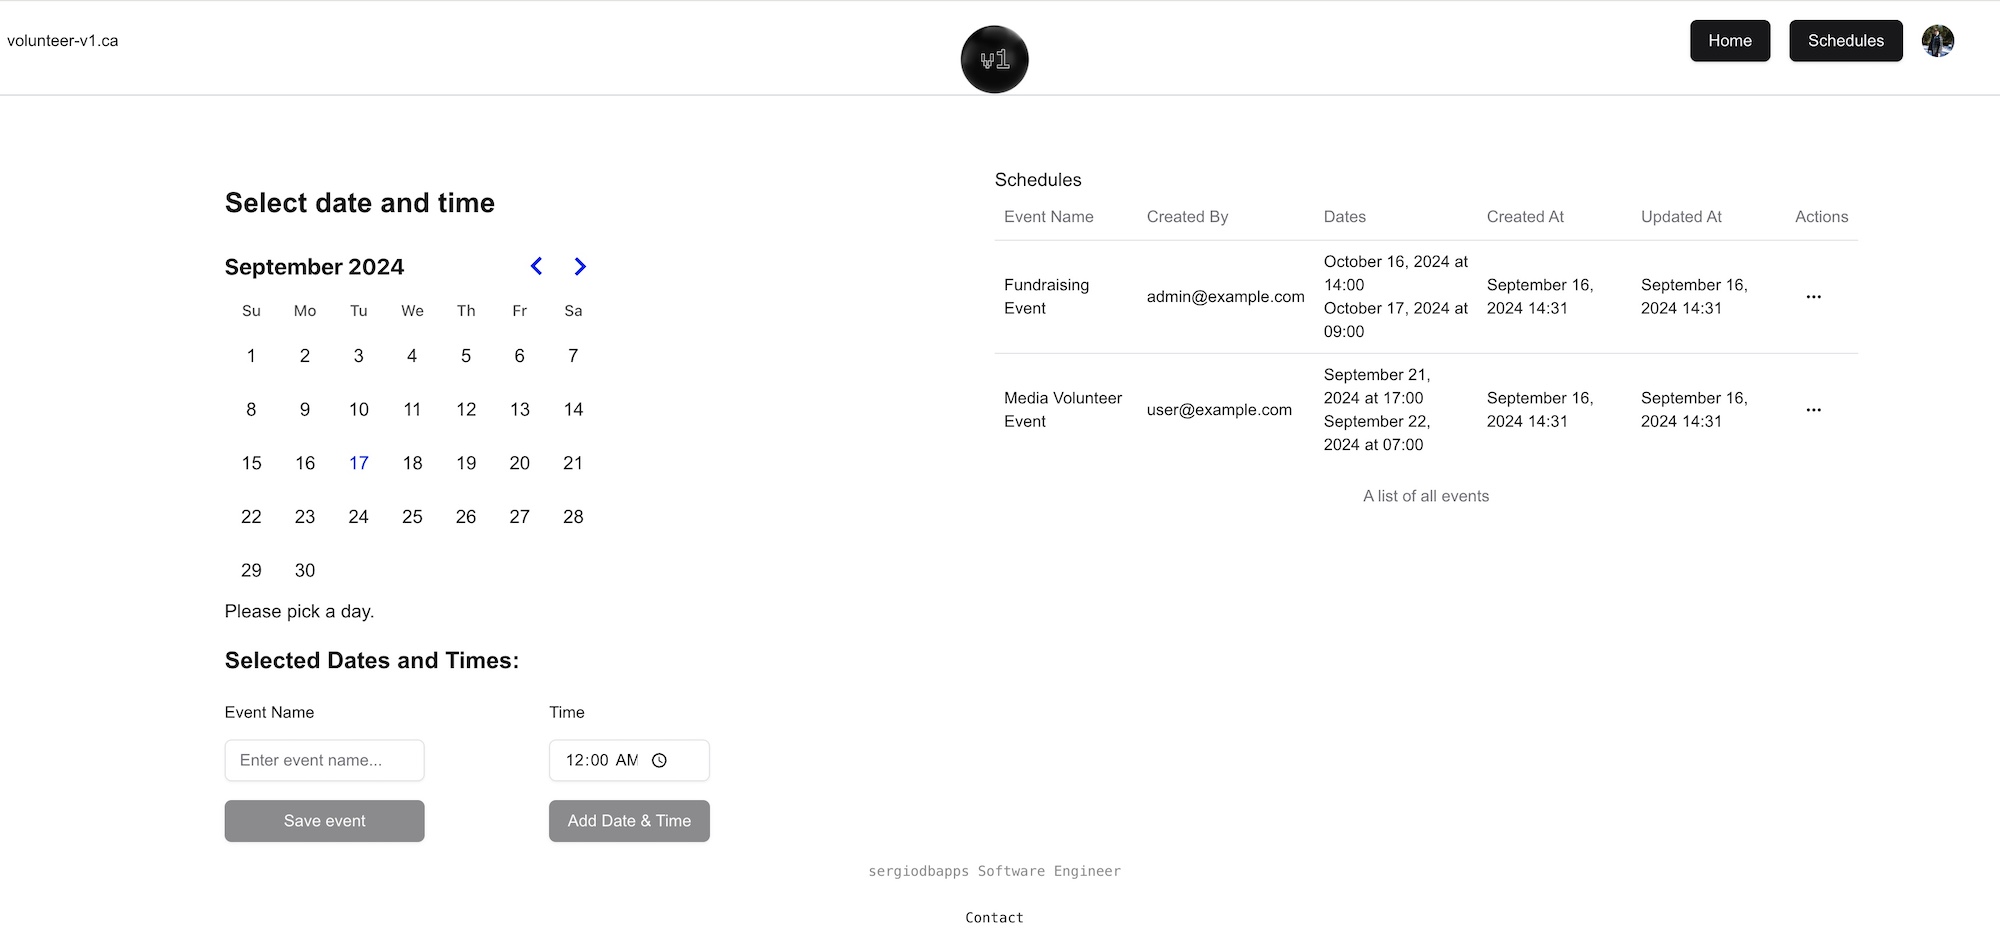 volunteer-v1.ca
v1
Home
Schedules
Select date and time
September 2024
Su Mo Tu We Th Fr Sa
1 2 3 4 5 6 7
8 9 10 11 12 13 14
15 16 17 18 19 20 21
22 23 24 25 26 27 28
29 30
Please pick a day.
Selected Dates and Times:
Event Name
Time
Enter event name...
12:00 AM
Save event
Add Date & Time
Schedules
Event Name Created By Dates Created At Updated At Actions
Fundraising
Event
admin@example.com
October 16, 2024 at
14:00
October 17, 2024 at
09:00
September 16,
2024 14:31
September 16,
2024 14:31
...
Media Volunteer
Event
user@example.com
September 21,
2024 at 17:00
September 22,
2024 at 07:00
September 16,
2024 14:31
September 16,
2024 14:31
...
A list of all events
sergiodbapps Software Engineer
Contact